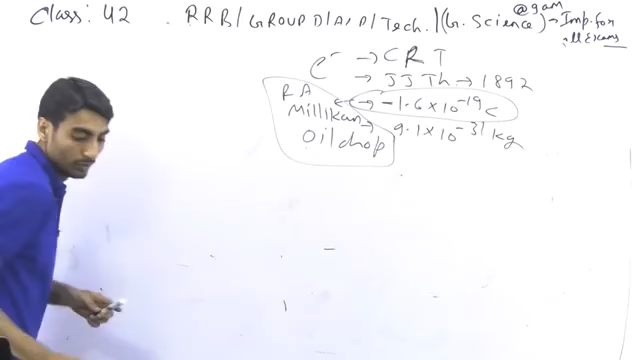 Class: 42 . RRB/GROUP D/A/P/Tech./(G. Science) @9am → Imp. for
all Exams
e⁻ → CRT
→ JJ Th → 1892
RA
Millikan ← → -1.6 × 10⁻¹⁹ C
Oil drop → 9.1 × 10⁻³¹ kg